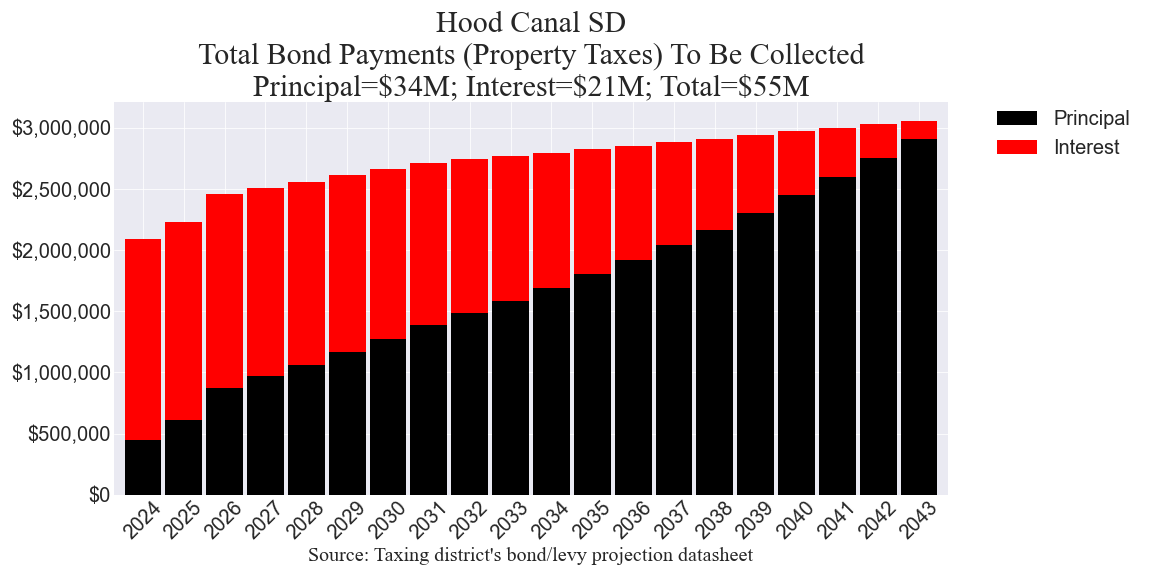 Hood Canal SD
Total Bond Payments (Property Taxes) To Be Collected
Principal=$34M; Interest=$21M; Total=$55M
Principal
Interest
$3,000,000
$2,500,000
$2,000,000
$1,500,000
$1,000,000
$500,000
$0
2024 2025 2026 2027 2028 2029 2030 2031 2032 2033 2034 2035 2036 2037 2038 2039 2040 2041 2042 2043
Source: Taxing district's bond/levy projection datasheet